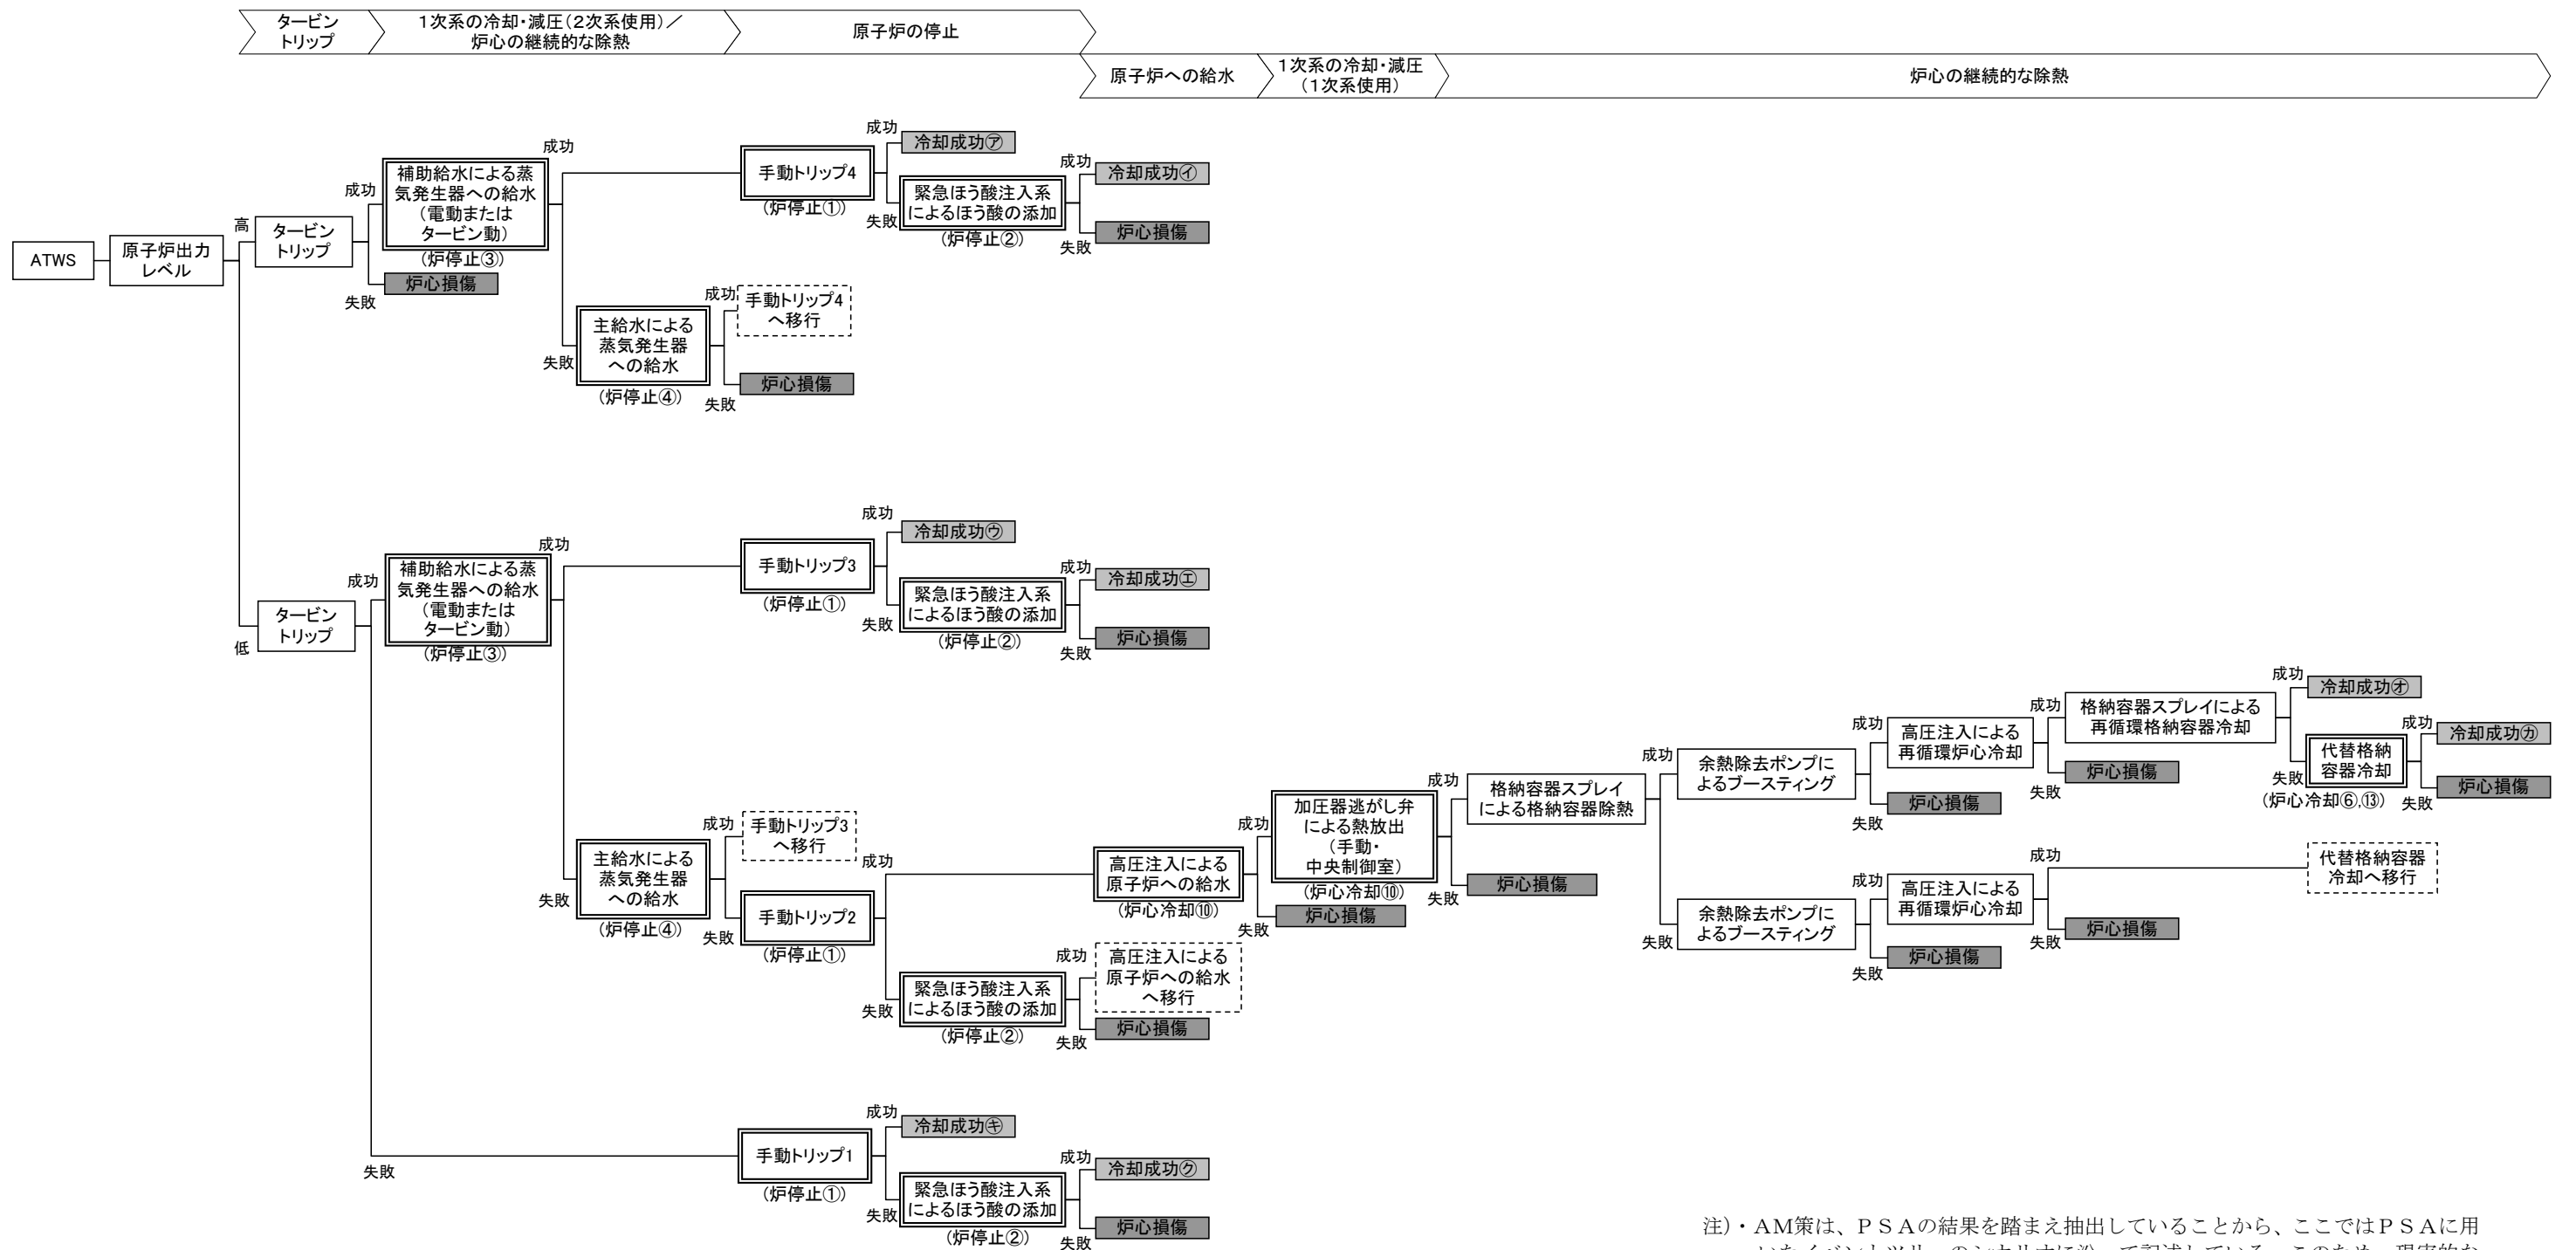 タービン
トリップ
1次系の冷却・減圧(2次系使用)／
炉心の継続的な除熱
原子炉の停止
原子炉への給水
1次系の冷却・減圧
(1次系使用)
炉心の継続的な除熱
ATWS
原子炉出力
レベル
高
タービン
トリップ
成功
補助給水による蒸
気発生器への給水
(電動または
タービン動)
(炉停止③)
失敗
炉心損傷
成功
手動トリップ4
(炉停止①)
成功
冷却成功㋐
失敗
緊急ほう酸注入系
によるほう酸の添加
(炉停止②)
成功
冷却成功㋑
失敗
炉心損傷
失敗
主給水による
蒸気発生器
への給水
(炉停止④)
成功
手動トリップ4
へ移行
失敗
炉心損傷
低
タービン
トリップ
成功
補助給水による蒸
気発生器への給水
(電動または
タービン動)
(炉停止③)
成功
手動トリップ3
(炉停止①)
成功
冷却成功㋒
失敗
緊急ほう酸注入系
によるほう酸の添加
(炉停止②)
成功
冷却成功㋓
失敗
炉心損傷
失敗
主給水による
蒸気発生器
への給水
(炉停止④)
成功
手動トリップ3
へ移行
失敗
手動トリップ2
(炉停止①)
成功
高圧注入による
原子炉への給水
(炉心冷却⑩)
成功
加圧器逃がし弁
による熱放出
(手動・
中央制御室)
(炉心冷却⑩)
失敗
炉心損傷
成功
格納容器スプレイ
による格納容器除熱
失敗
炉心損傷
成功
余熱除去ポンプに
よるブースティング
成功
高圧注入による
再循環炉心冷却
失敗
炉心損傷
成功
格納容器スプレイによる
再循環格納容器冷却
失敗
炉心損傷
成功
冷却成功㋔
失敗
代替格納
容器冷却
(炉心冷却⑥,⑬)
成功
冷却成功㋕
失敗
炉心損傷
失敗
余熱除去ポンプに
よるブースティング
成功
高圧注入による
再循環炉心冷却
失敗
炉心損傷
成功
代替格納容器
冷却へ移行
失敗
炉心損傷
失敗
緊急ほう酸注入系
によるほう酸の添加
(炉停止②)
成功
高圧注入による
原子炉への給水
へ移行
失敗
炉心損傷
失敗
手動トリップ1
(炉停止①)
成功
冷却成功㋖
失敗
緊急ほう酸注入系
によるほう酸の添加
(炉停止②)
成功
冷却成功㋗
失敗
炉心損傷
注)・AM策は、PSAの結果を踏まえ抽出していることから、ここではPSAに用